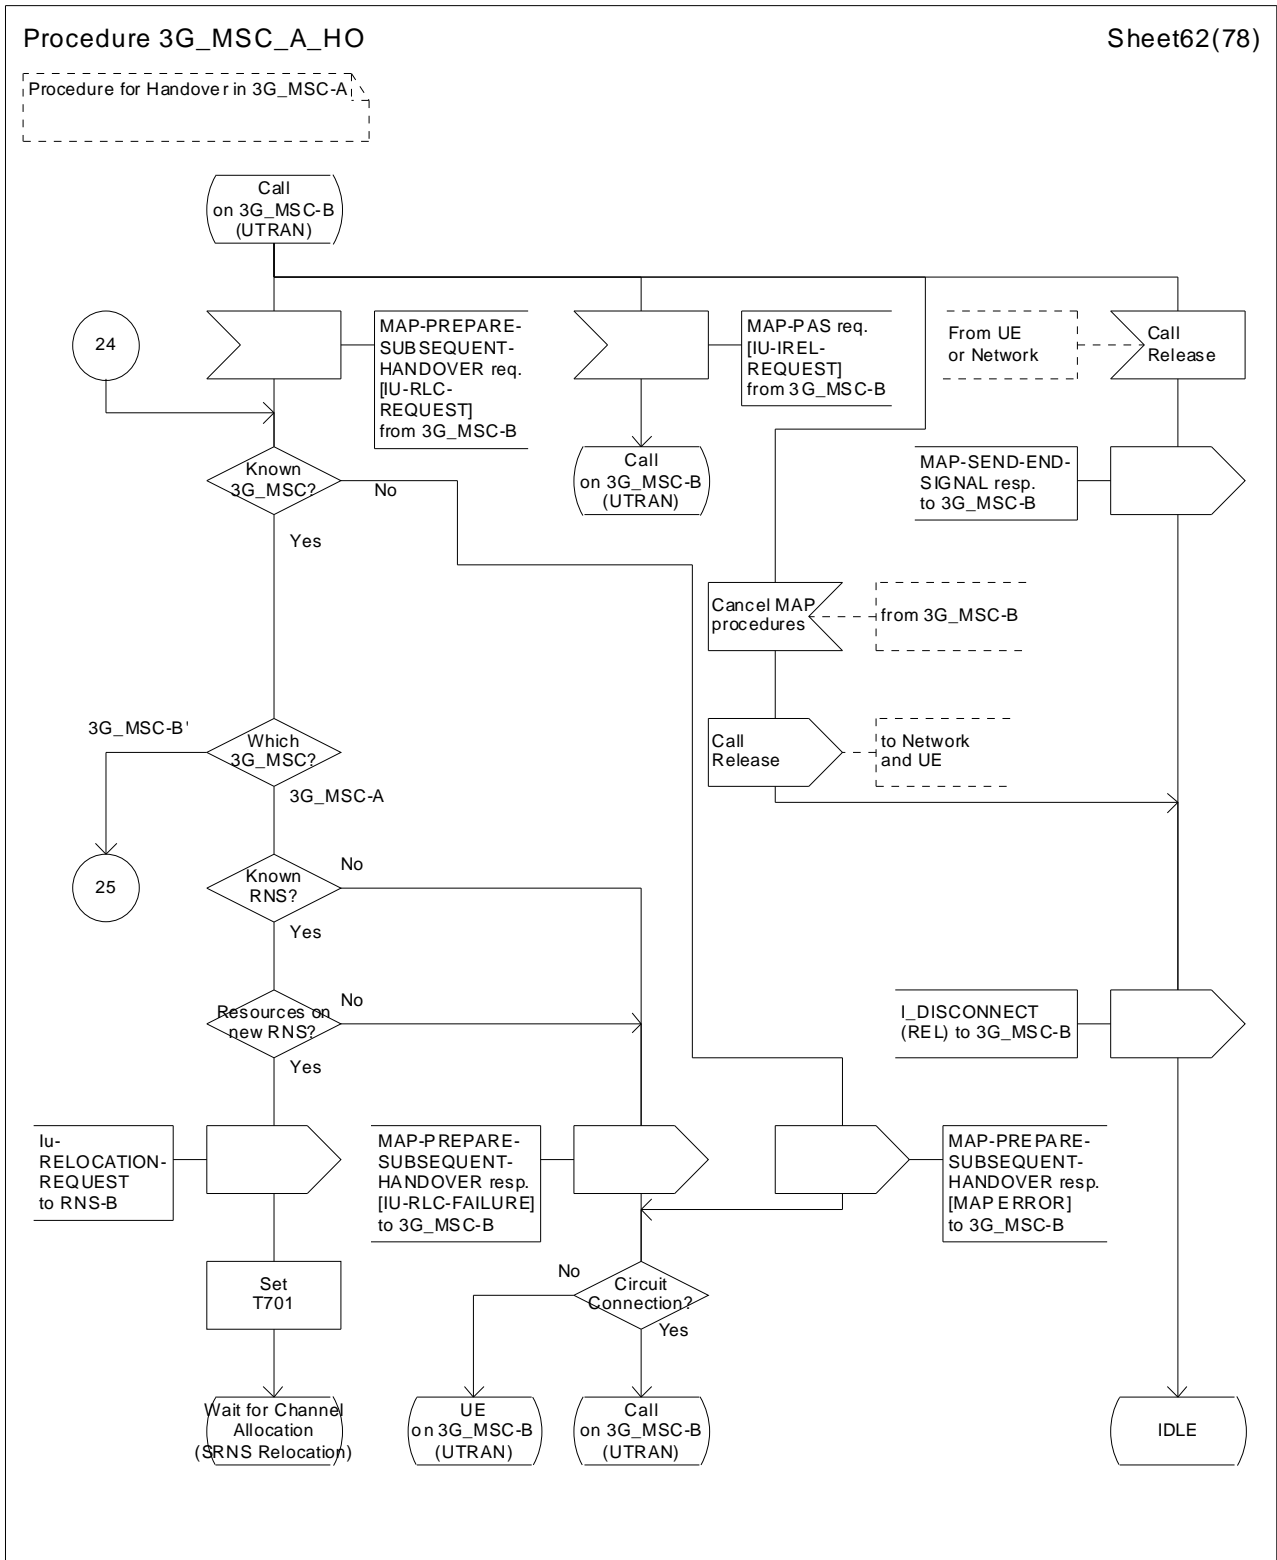 Procedure 3G_MSC_A_HO
Sheet62(78)
Procedure for Handover in 3G_MSC-A
Call
on 3G_MSC-B
(UTRAN)
24
MAP-PREPARE-
SUBSEQUENT-
HANDOVER req.
[IU-RLC-
REQUEST]
from 3G_MSC-B
MAP-PAS req.
[IU-IREL-
REQUEST]
from 3G_MSC-B
From UE
or Network
Call
Release
Known
3G_MSC?
No
Yes
Call
on 3G_MSC-B
(UTRAN)
MAP-SEND-END-
SIGNAL resp.
to 3G_MSC-B
Cancel MAP
procedures
from 3G_MSC-B
3G_MSC-B'
Which
3G_MSC?
3G_MSC-A
Call
Release
to Network
and UE
25
Known
RNS?
No
Yes
Resources on
new RNS?
No
Yes
I_DISCONNECT
(REL) to 3G_MSC-B
Iu-
RELOCATION-
REQUEST
to RNS-B
MAP-PREPARE-
SUBSEQUENT-
HANDOVER resp.
[IU-RLC-FAILURE]
to 3G_MSC-B
MAP-PREPARE-
SUBSEQUENT-
HANDOVER resp.
[MAP ERROR]
to 3G_MSC-B
Set
T701
No
Circuit
Connection?
Yes
Wait for Channel
Allocation
(SRNS Relocation)
UE
on 3G_MSC-B
(UTRAN)
Call
on 3G_MSC-B
(UTRAN)
IDLE